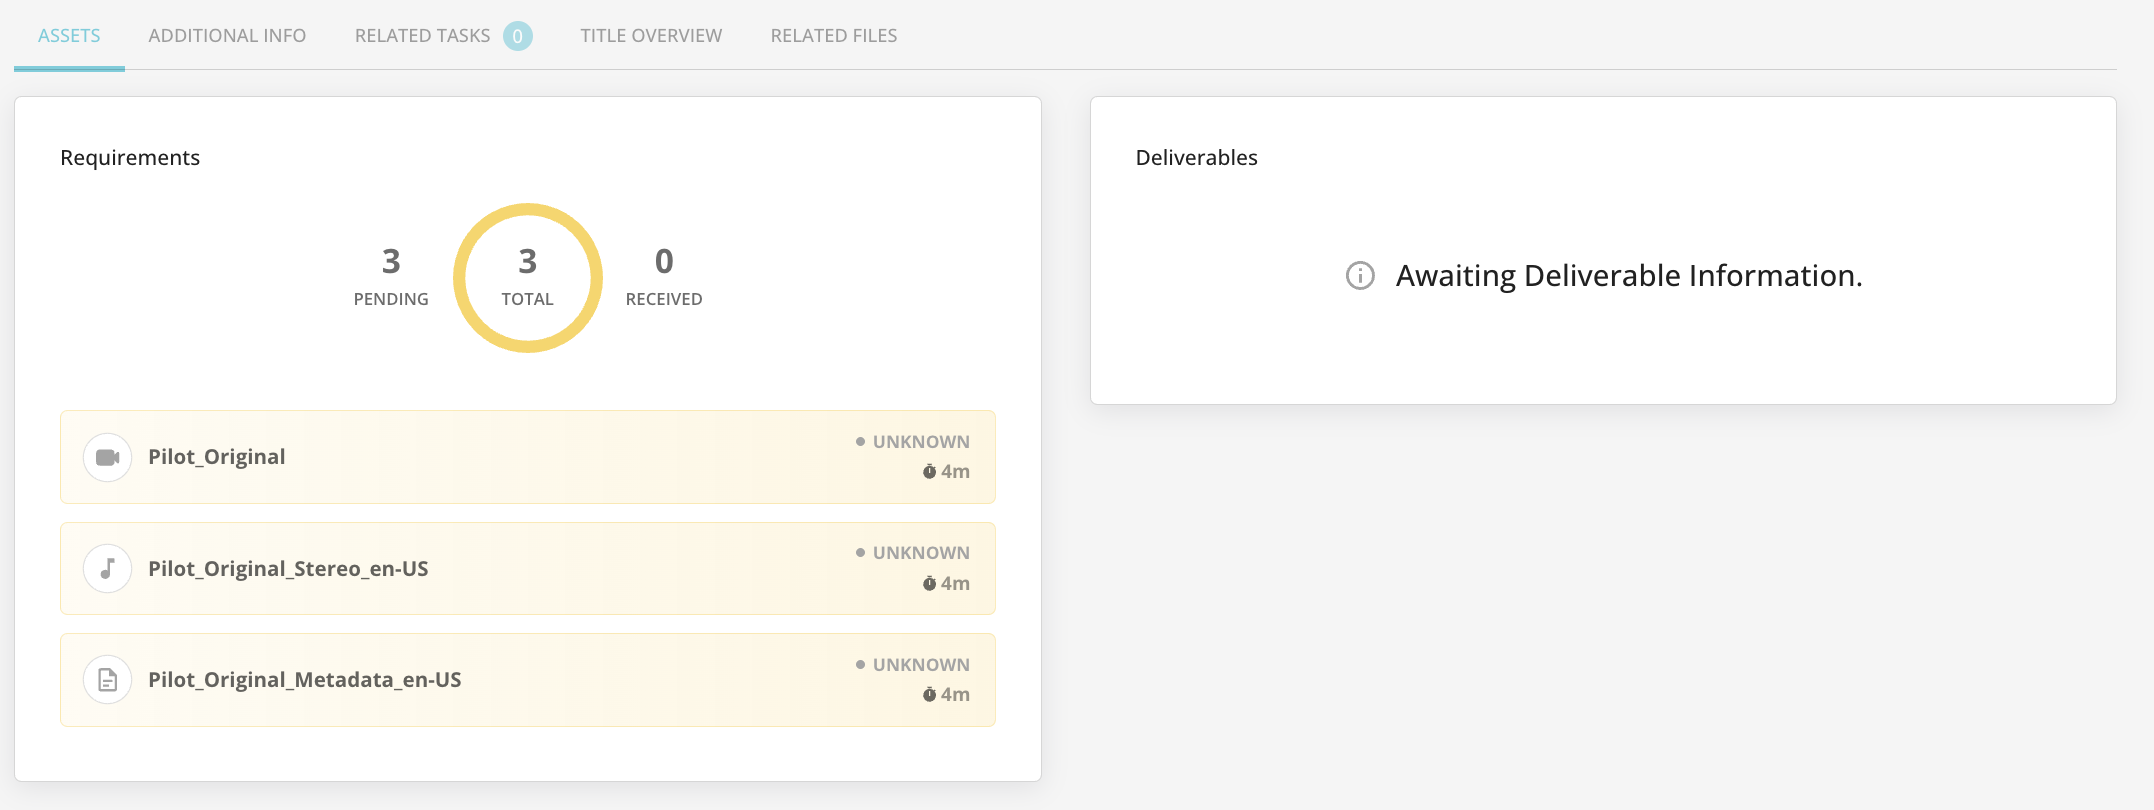 ASSETS ADDITIONAL INFO RELATED TASKS 0 TITLE OVERVIEW RELATED FILES
Requirements
3 3 0
PENDING TOTAL RECEIVED
Pilot_Original
UNKNOWN
4m
Pilot_Original_Stereo_en-US
UNKNOWN
4m
Pilot_Original_Metadata_en-US
UNKNOWN
4m
Deliverables
Awaiting Deliverable Information.